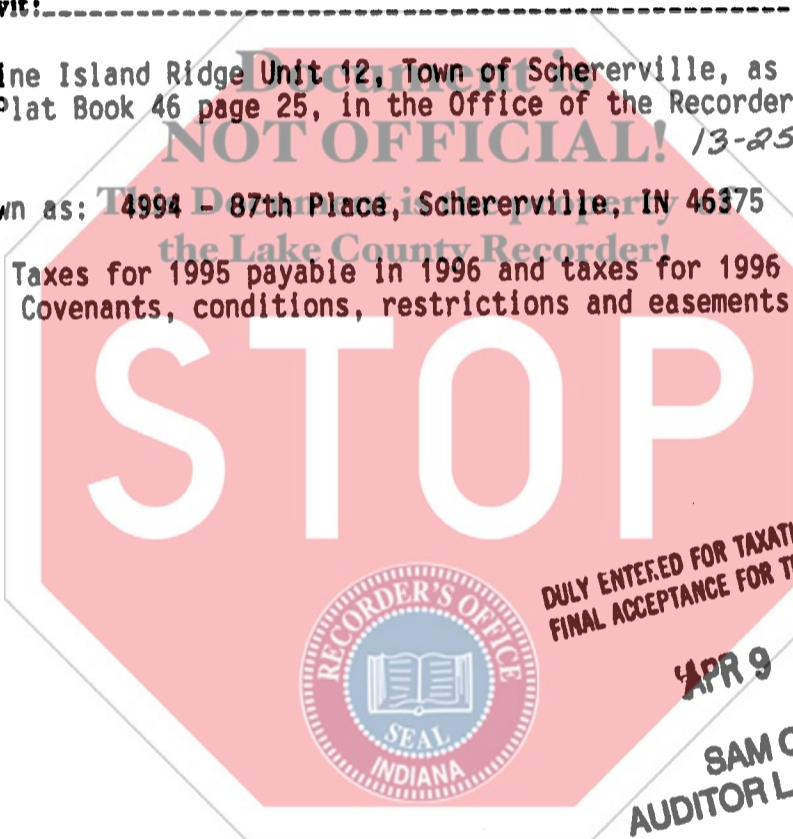 Document is
ine Island Ridge Unit 12, Town of Schererville, as
Plat Book 46 page 25, in the Office of the Recorder
NOT OFFICIAL! 13-25
This Document is the property of
wn as: 4994 - 87th Place, Schererville, IN 46375
the Lake County Recorder!
Taxes for 1995 payable in 1996 and taxes for 1996
Covenants, conditions, restrictions and easements
STOP
DULY ENTERED FOR TAXATI
FINAL ACCEPTANCE FOR T
APR 9
SAM O
AUDITOR L
RECORDER'S OFFICE
SEAL
INDIANA